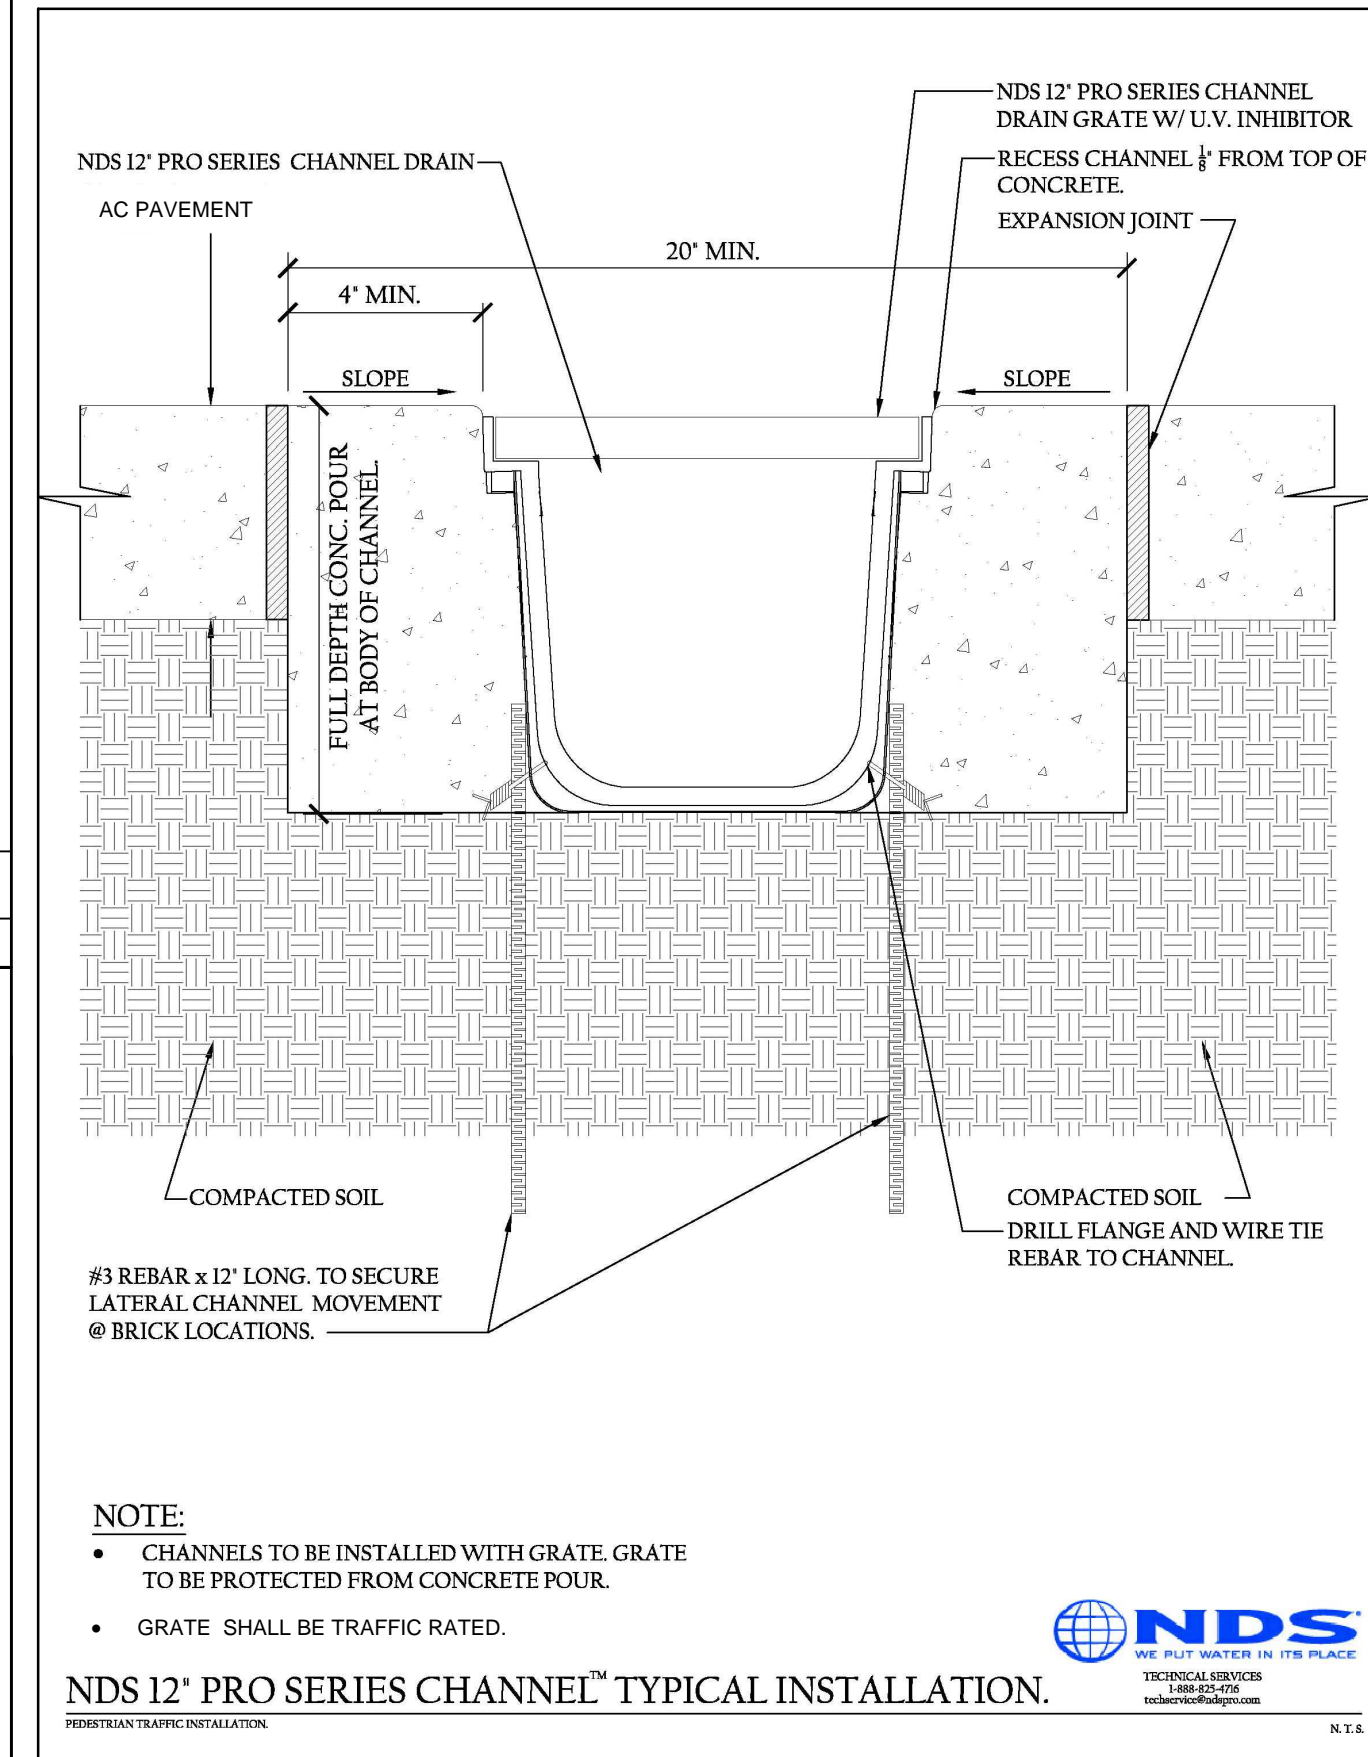 NDS 12" PRO SERIES CHANNEL
DRAIN GRATE W/ U.V. INHIBITOR
NDS 12" PRO SERIES CHANNEL DRAIN
RECESS CHANNEL 1/8" FROM TOP OF
CONCRETE.
AC PAVEMENT
EXPANSION JOINT
20" MIN.
4" MIN.
SLOPE
SLOPE
FULL DEPTH CONC. POUR
AT BODY OF CHANNEL.
COMPACTED SOIL
COMPACTED SOIL
DRILL FLANGE AND WIRE TIE
REBAR TO CHANNEL.
#3 REBAR x 12" LONG. TO SECURE
LATERAL CHANNEL MOVEMENT
@ BRICK LOCATIONS.
NOTE:
• CHANNELS TO BE INSTALLED WITH GRATE. GRATE
TO BE PROTECTED FROM CONCRETE POUR.
• GRATE SHALL BE TRAFFIC RATED.
NDS
WE PUT WATER IN ITS PLACE
TECHNICAL SERVICES
1-888-825-4716
techservice@ndspro.com
NDS 12" PRO SERIES CHANNEL™ TYPICAL INSTALLATION.
PEDESTRIAN TRAFFIC INSTALLATION.
N. T. S.